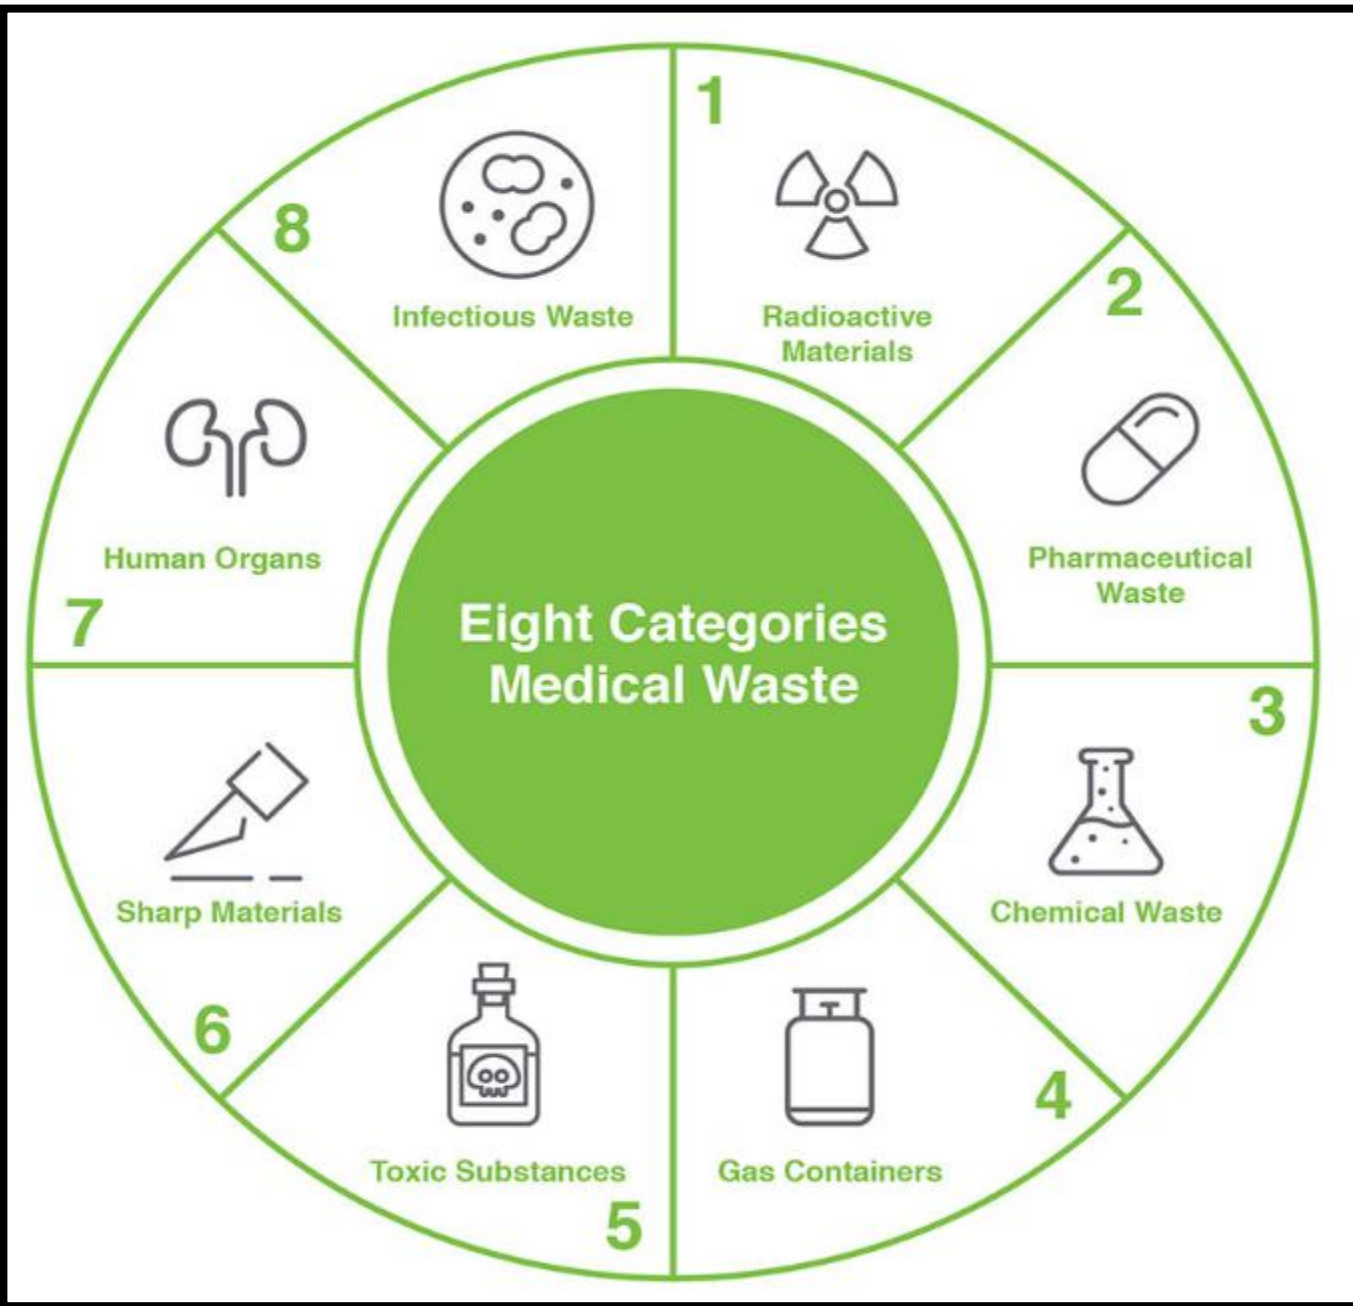 Eight Categories
Medical Waste
1
Radioactive
Materials
2
Pharmaceutical
Waste
3
Chemical Waste
4
Gas Containers
5
Toxic Substances
6
Sharp Materials
7
Human Organs
8
Infectious Waste